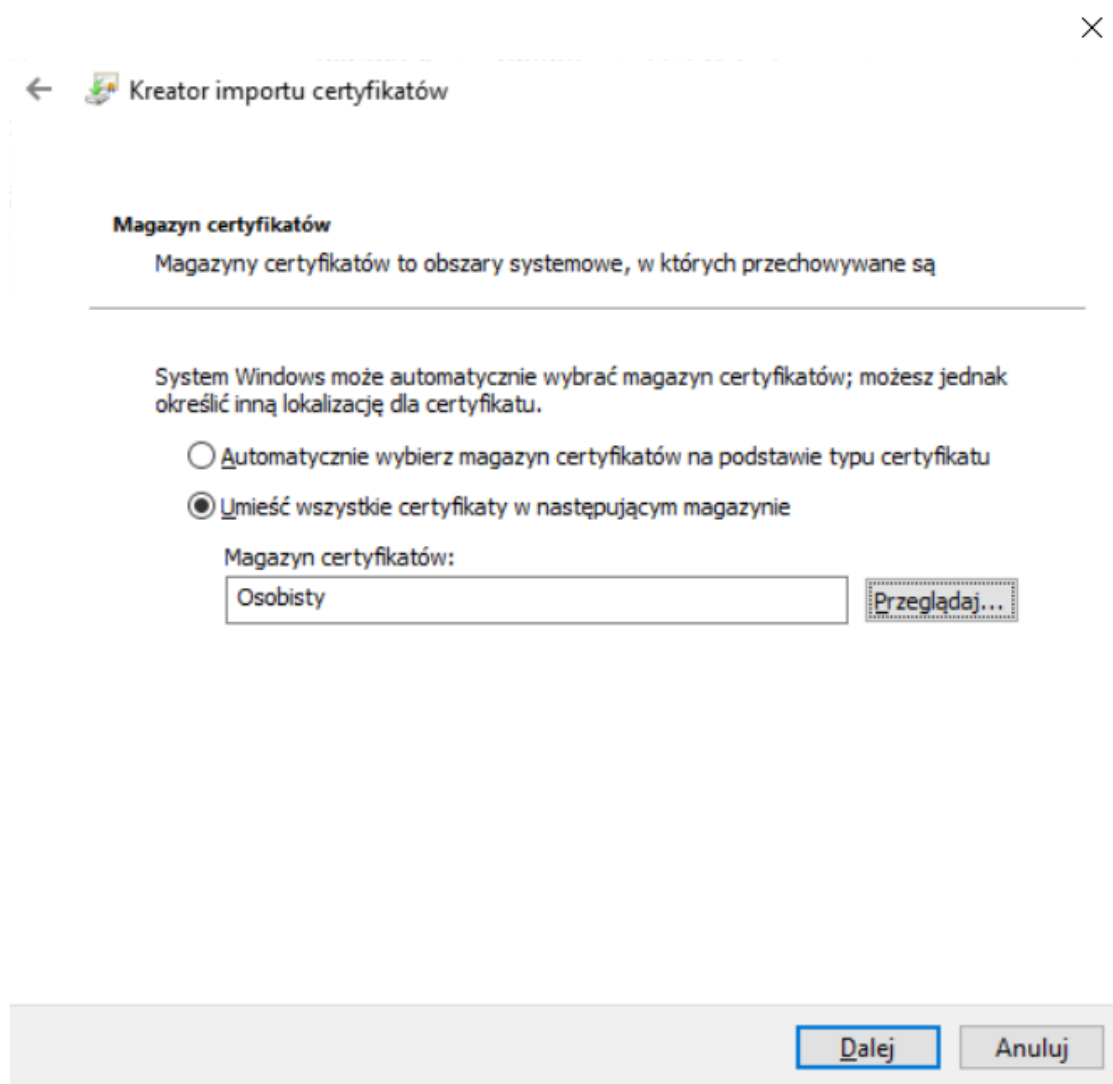 Kreator importu certyfikatów
Magazyn certyfikatów
Magazyny certyfikatów to obszary systemowe, w których przechowywane są
System Windows może automatycznie wybrać magazyn certyfikatów; możesz jednak
określić inną lokalizację dla certyfikatu.
Automatycznie wybierz magazyn certyfikatów na podstawie typu certyfikatu
Umieść wszystkie certyfikaty w następującym magazynie
Magazyn certyfikatów:
Osobisty
Przeglądaj...
Dalej
Anuluj